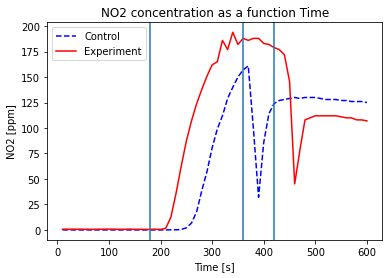 NO2 concentration as a function Time
Control
Experiment
NO2 [ppm]
200
175
150
125
100
75
50
25
0
0 100 200 300 400 500 600
Time [s]